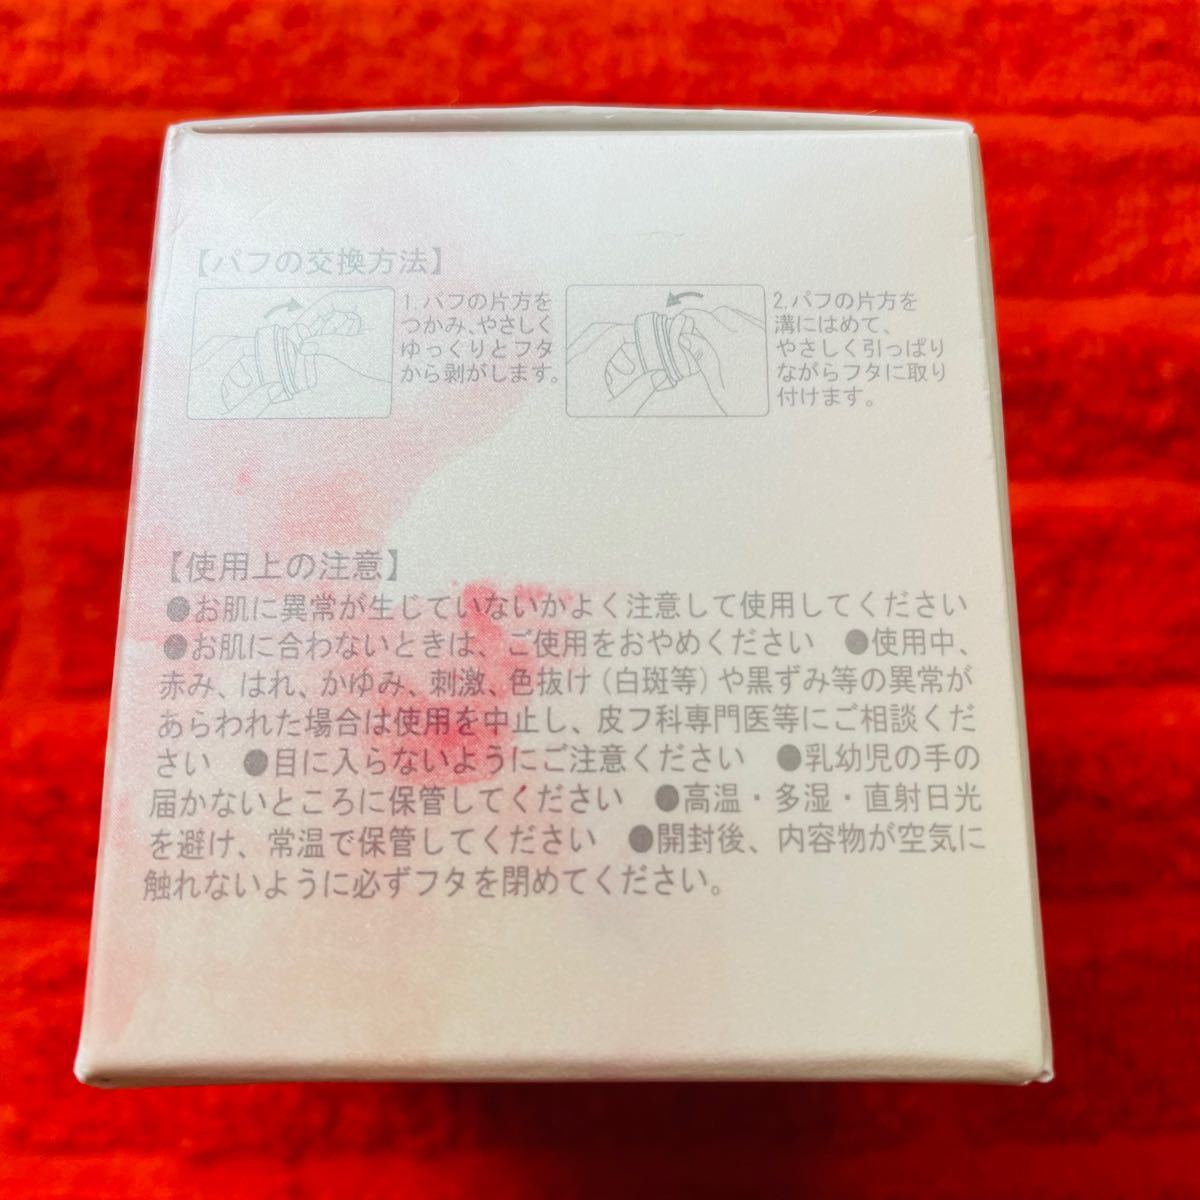 【パフの交換方法】
1.パフの片方を
つかみ、やさしく
ゆっくりとフタ
から剥がします。
2.パフの片方を
溝にはめて、
やさしく引っぱり
ながらフタに取り
付けます。
【使用上の注意】
●お肌に異常が生じていないかよく注意して使用してください
●お肌に合わないときは、ご使用をおやめください ●使用中、
赤み、はれ、かゆみ、刺激、色抜け(白斑等)や黒ずみ等の異常が
あらわれた場合は使用を中止し、皮フ科専門医等にご相談くだ
さい ●目に入らないようにご注意ください ●乳幼児の手の
届かないところに保管してください ●高温・多湿・直射日光
を避け、常温で保管してください ●開封後、内容物が空気に
触れないように必ずフタを閉めてください。